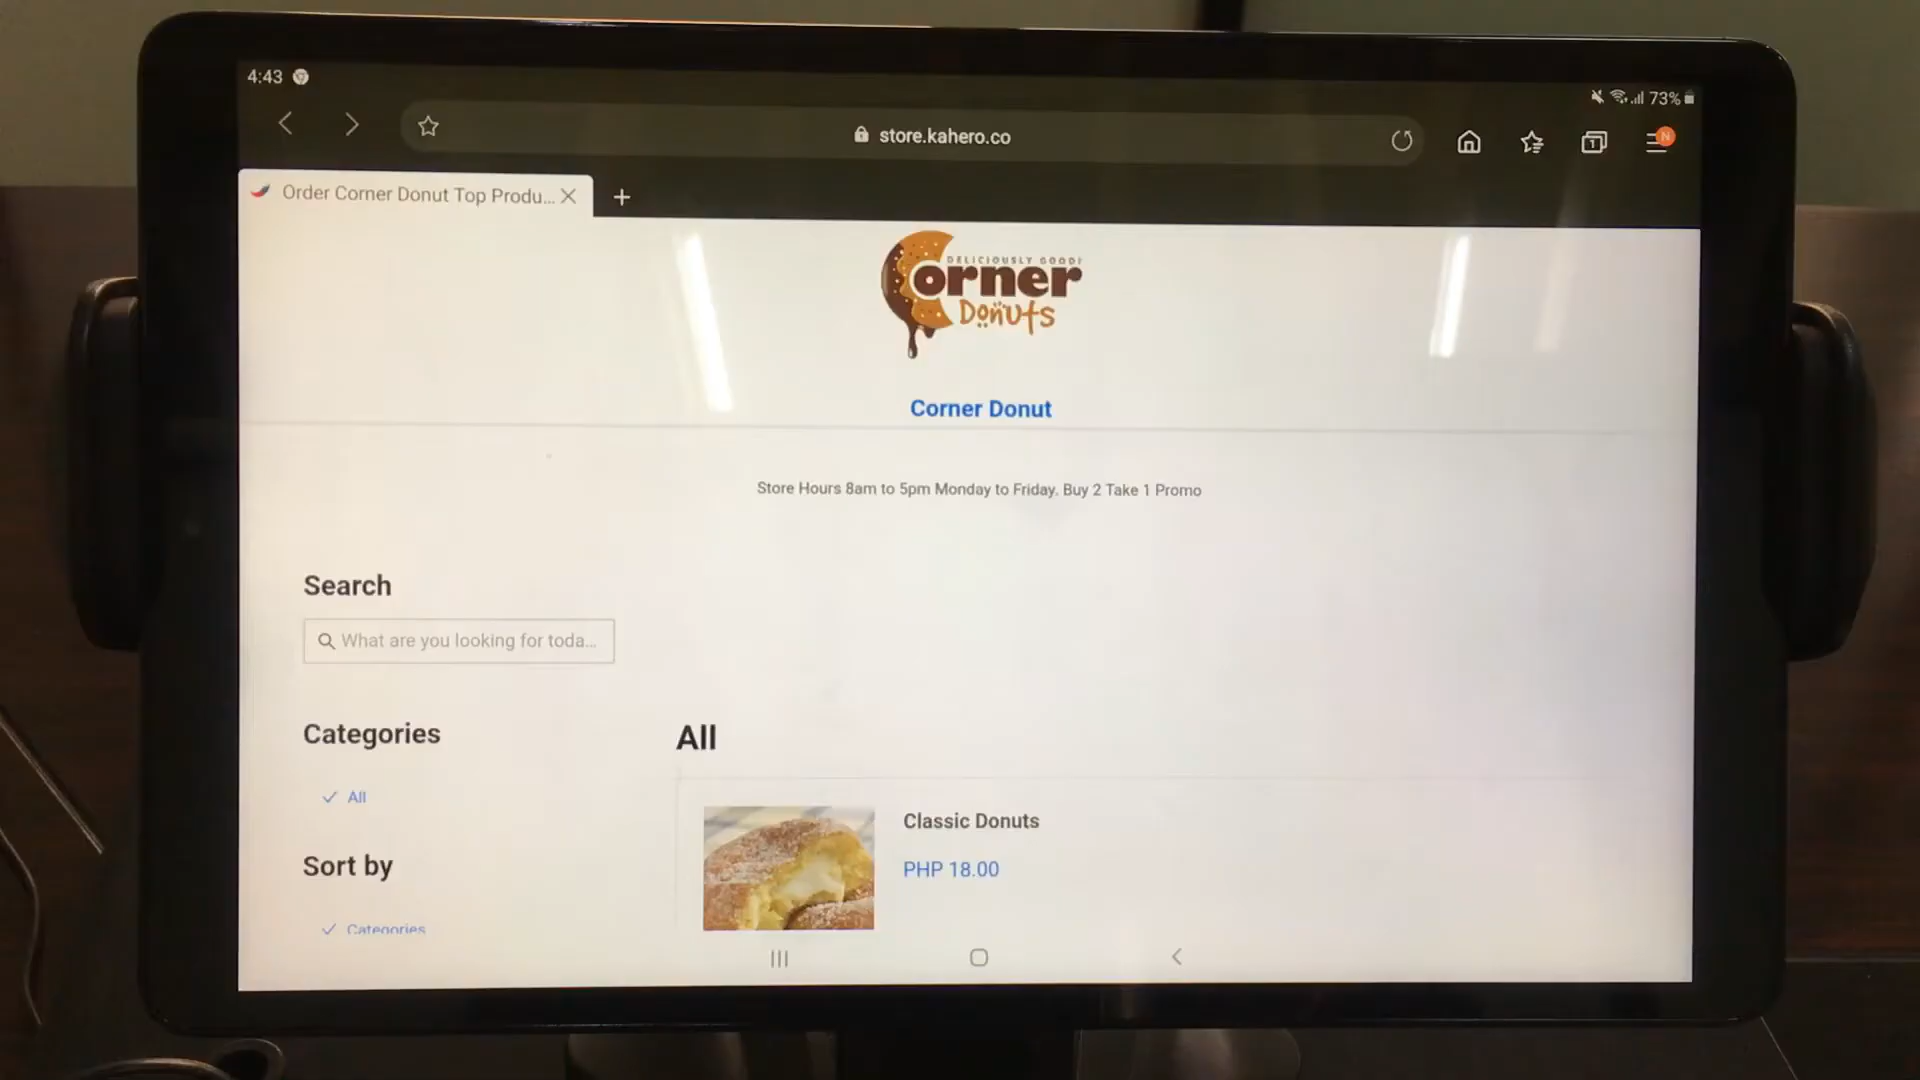 4:43
73%
store.kahero.co
1
N
Order Corner Donut Top Produ...
DELICIOUSLY GOOD!
Corner
Donuts
Corner Donut
Store Hours 8am to 5pm Monday to Friday. Buy 2 Take 1 Promo
Search
What are you looking for toda...
Categories
All
All
Classic Donuts
PHP 18.00
Sort by
Categories